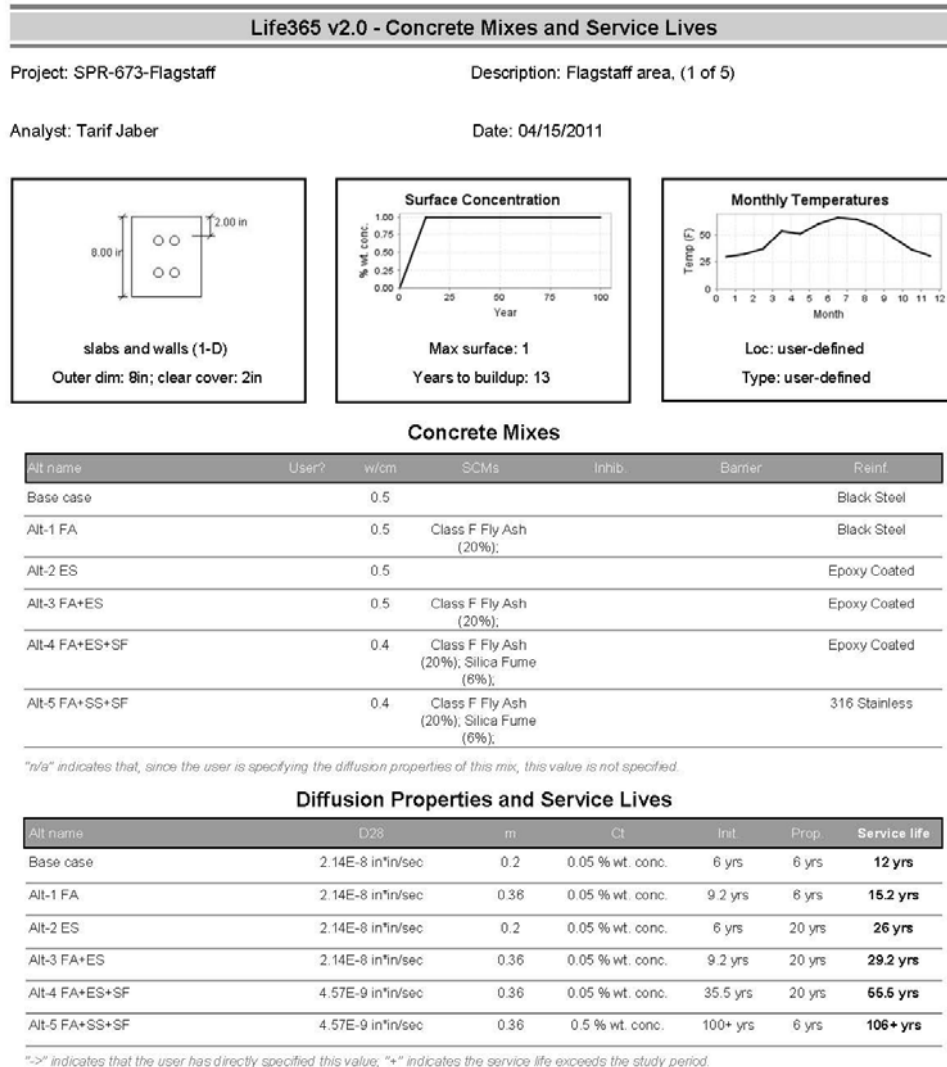 Life365 v2.0 - Concrete Mixes and Service Lives
Project: SPR-673-Flagstaff Description: Flagstaff area, (1 of 5)
Analyst: Tarif Jaber Date: 04/15/2011
2.00 in
8.00 in
slabs and walls (1-D)
Outer dim: 8in; clear cover: 2in
Surface Concentration
% wt. conc.
1.00
0.75
0.50
0.25
0.00
0 25 50 75 100
Year
Max surface: 1
Years to buildup: 13
Monthly Temperatures
Temp (F)
50
25
0
0 1 2 3 4 5 6 7 8 9 10 11 12
Month
Loc: user-defined
Type: user-defined
Concrete Mixes
Alt name User? w/cm SCMs Inhib. Barrier Reinf.
Base case 0.5 Black Steel
Alt-1 FA 0.5 Class F Fly Ash Black Steel
(20%);
Alt-2 ES 0.5 Epoxy Coated
Alt-3 FA+ES 0.5 Class F Fly Ash Epoxy Coated
(20%);
Alt-4 FA+ES+SF 0.4 Class F Fly Ash Epoxy Coated
(20%); Silica Fume
(6%);
Alt-5 FA+SS+SF 0.4 Class F Fly Ash 316 Stainless
(20%); Silica Fume
(6%);
"n/a" indicates that, since the user is specifying the diffusion properties of this mix, this value is not specified.
Diffusion Properties and Service Lives
Alt name D28 m Ct Init. Prop. Service life
Base case 2.14E-8 in*in/sec 0.2 0.05 % wt. conc. 6 yrs 6 yrs 12 yrs
Alt-1 FA 2.14E-8 in*in/sec 0.36 0.05 % wt. conc. 9.2 yrs 6 yrs 15.2 yrs
Alt-2 ES 2.14E-8 in*in/sec 0.2 0.05 % wt. conc. 6 yrs 20 yrs 26 yrs
Alt-3 FA+ES 2.14E-8 in*in/sec 0.36 0.05 % wt. conc. 9.2 yrs 20 yrs 29.2 yrs
Alt-4 FA+ES+SF 4.57E-9 in*in/sec 0.36 0.05 % wt. conc. 35.5 yrs 20 yrs 55.5 yrs
Alt-5 FA+SS+SF 4.57E-9 in*in/sec 0.36 0.5 % wt. conc. 100+ yrs 6 yrs 106+ yrs
"->" indicates that the user has directly specified this value; "+" indicates the service life exceeds the study period.